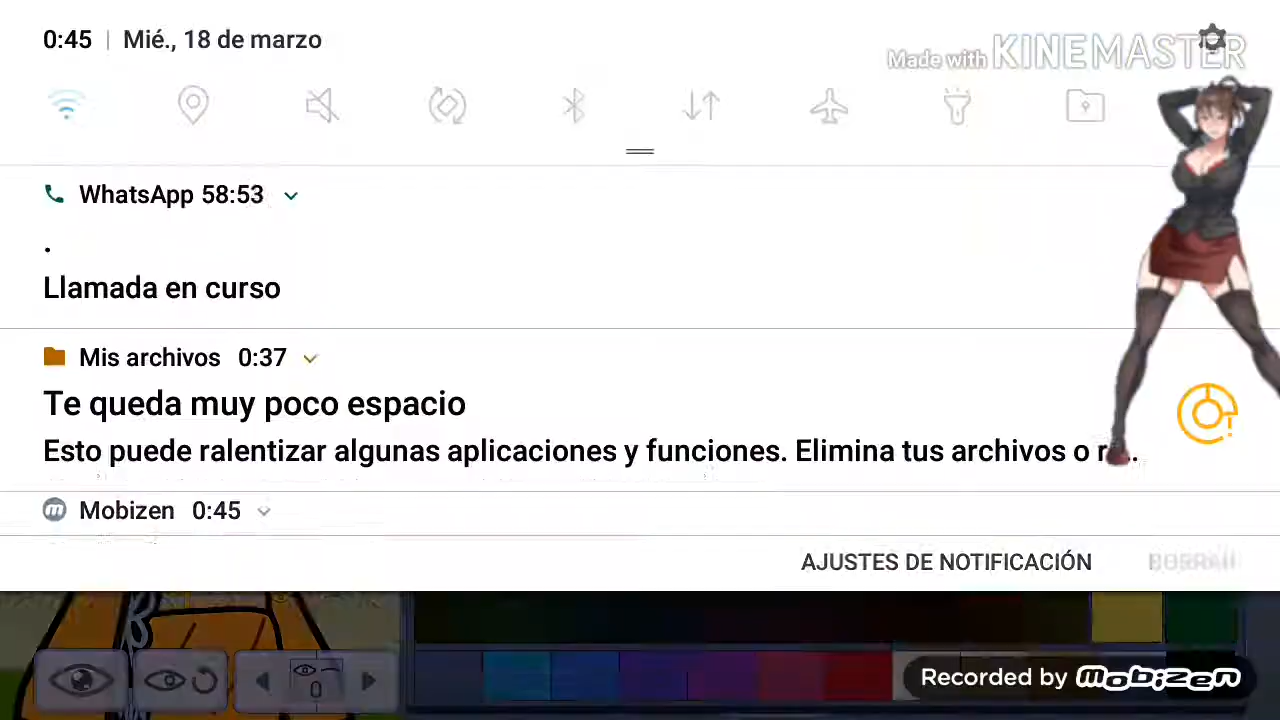 0:45 | Mié., 18 de marzo
Made with KINEMASTER
WhatsApp 58:53
.
Llamada en curso
Mis archivos 0:37
Te queda muy poco espacio
Esto puede ralentizar algunas aplicaciones y funciones. Elimina tus archivos o
Mobizen 0:45
AJUSTES DE NOTIFICACIÓN
BORRAR
0
Recorded by mobizen